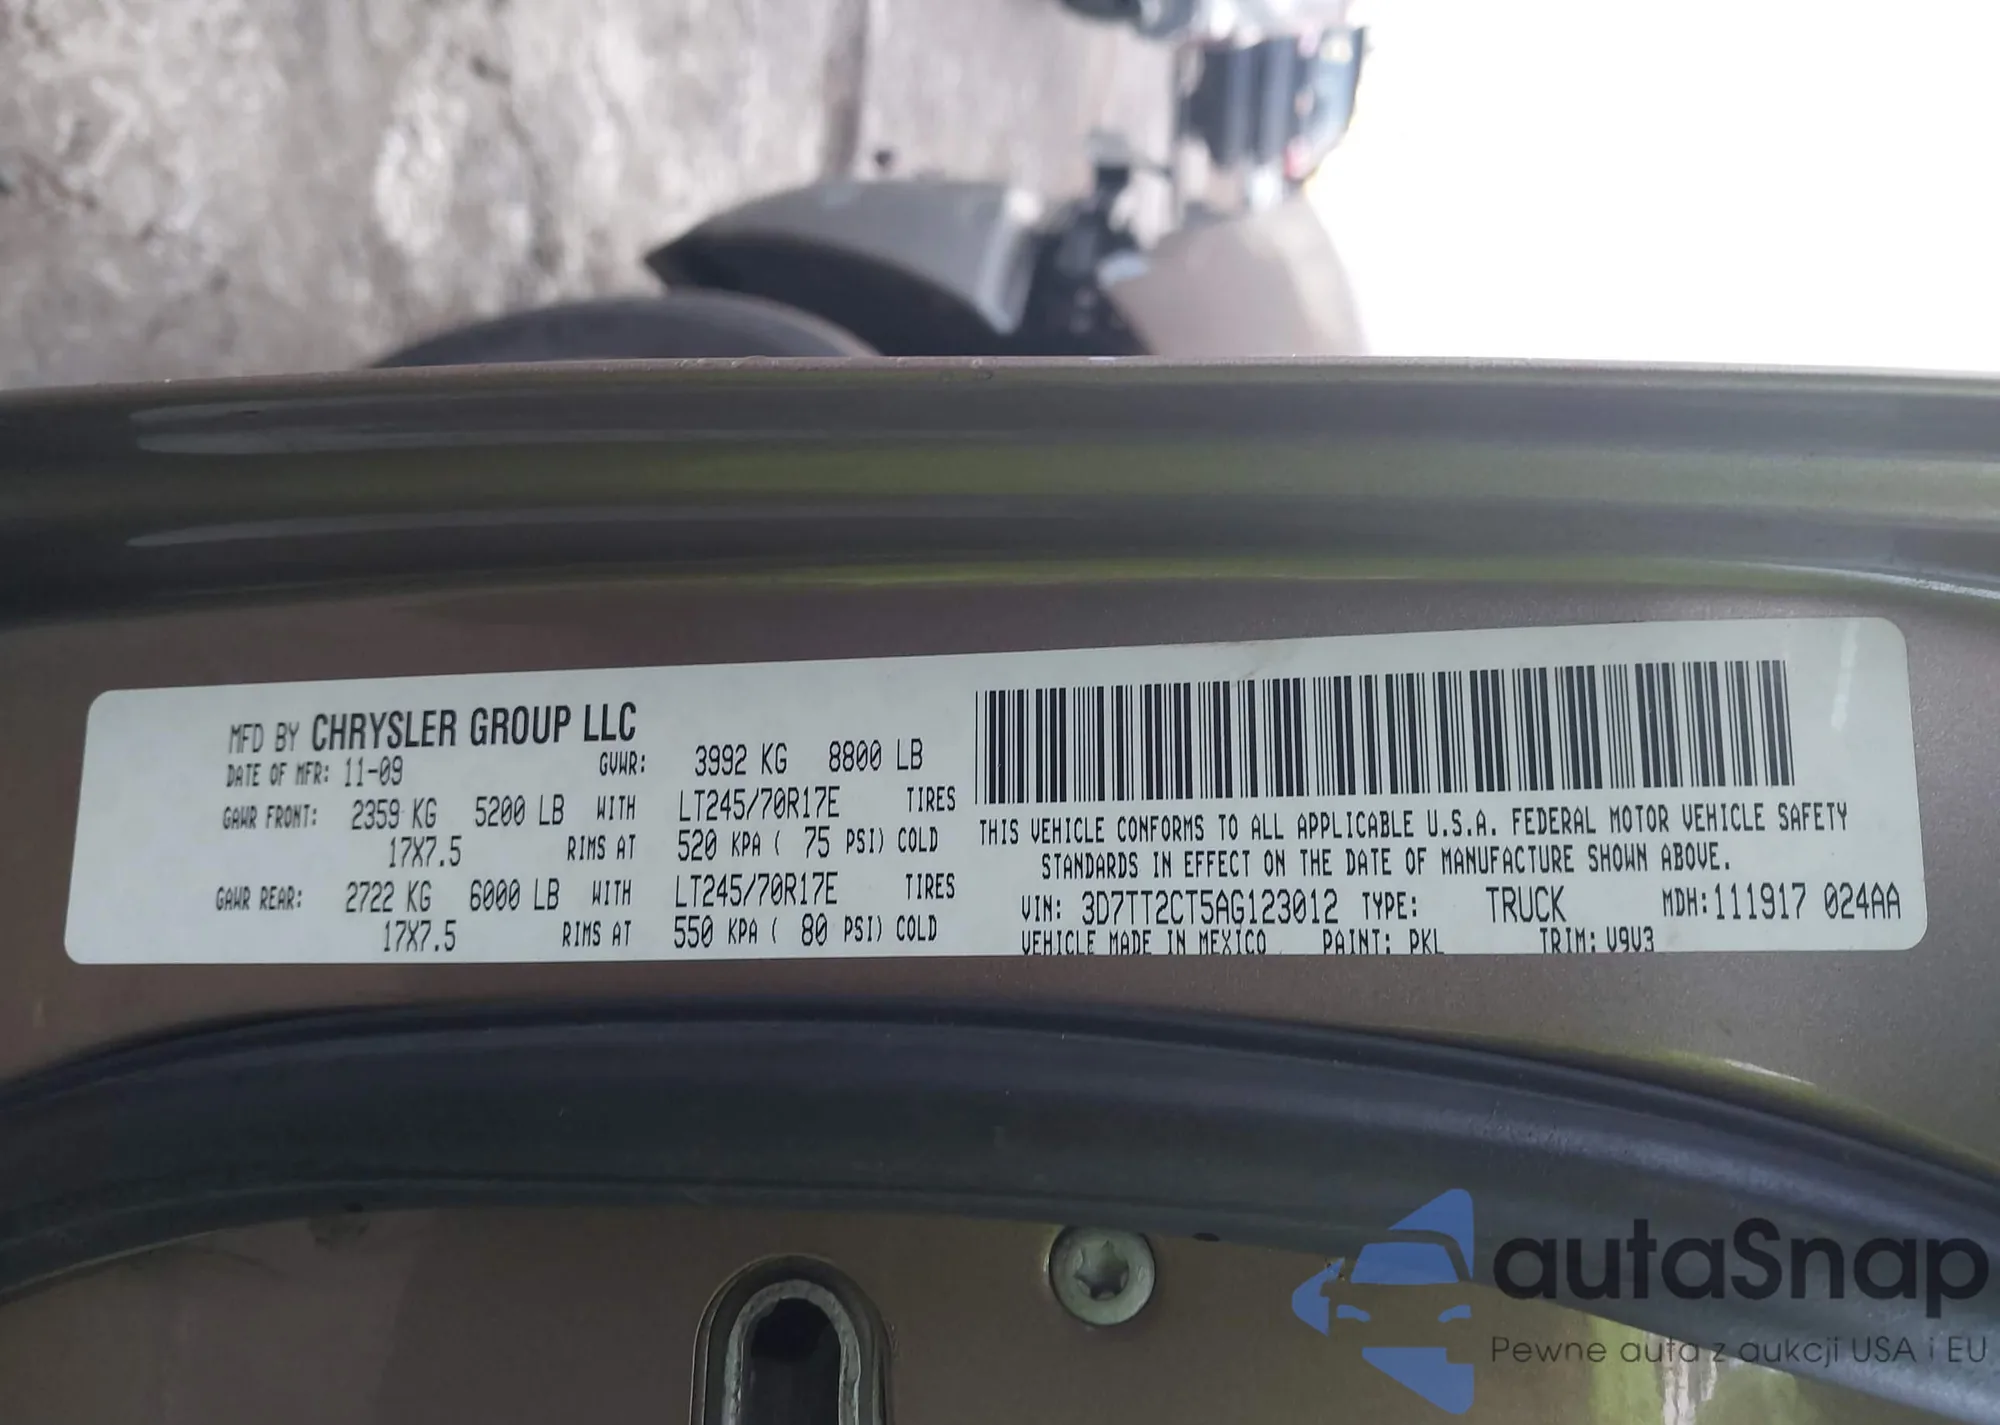 MFD BY CHRYSLER GROUP LLC
DATE OF MFR: 11-09 GVWR: 3992 KG 8800 LB
GAWR FRONT: 2359 KG 5200 LB WITH LT245/70R17E TIRES
17X7.5 RIMS AT 520 KPA ( 75 PSI) COLD
GAWR REAR: 2722 KG 6000 LB WITH LT245/70R17E TIRES
17X7.5 RIMS AT 550 KPA ( 80 PSI) COLD
THIS VEHICLE CONFORMS TO ALL APPLICABLE U.S.A. FEDERAL MOTOR VEHICLE SAFETY
STANDARDS IN EFFECT ON THE DATE OF MANUFACTURE SHOWN ABOVE.
VIN: 3D7TT2CT5AG123012 TYPE: TRUCK MDH:111917 024AA
VEHICLE MADE IN MEXICO PAINT: PKL TRIM: V9V3
autaSnap
Pewne auta z aukcji USA i EU